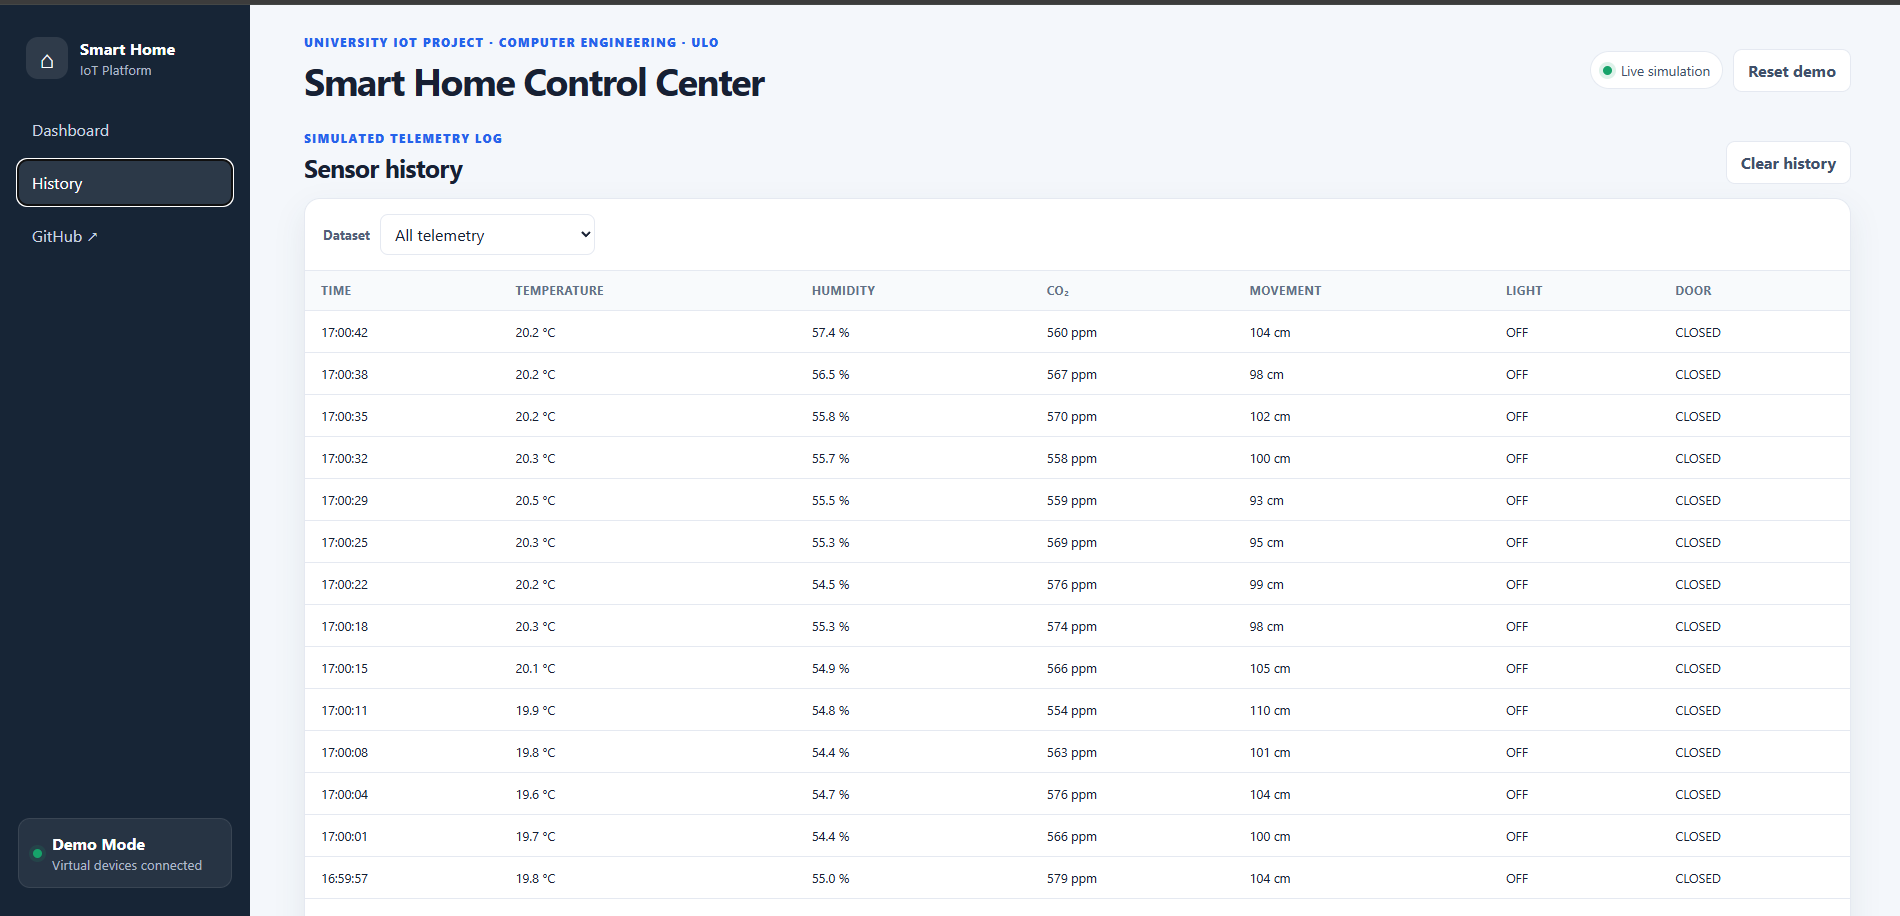 Smart Home
IoT Platform
Dashboard
History
GitHub ↗
Demo Mode
Virtual devices connected
UNIVERSITY IOT PROJECT · COMPUTER ENGINEERING · ULO
Smart Home Control Center
Live simulation
Reset demo
SIMULATED TELEMETRY LOG
Sensor history
Clear history
Dataset All telemetry
TIME TEMPERATURE HUMIDITY CO₂ MOVEMENT LIGHT DOOR
17:00:42 20.2 °C 57.4 % 560 ppm 104 cm OFF CLOSED
17:00:38 20.2 °C 56.5 % 567 ppm 98 cm OFF CLOSED
17:00:35 20.2 °C 55.8 % 570 ppm 102 cm OFF CLOSED
17:00:32 20.3 °C 55.7 % 558 ppm 100 cm OFF CLOSED
17:00:29 20.5 °C 55.5 % 559 ppm 93 cm OFF CLOSED
17:00:25 20.3 °C 55.3 % 569 ppm 95 cm OFF CLOSED
17:00:22 20.2 °C 54.5 % 576 ppm 99 cm OFF CLOSED
17:00:18 20.3 °C 55.3 % 574 ppm 98 cm OFF CLOSED
17:00:15 20.1 °C 54.9 % 566 ppm 105 cm OFF CLOSED
17:00:11 19.9 °C 54.8 % 554 ppm 110 cm OFF CLOSED
17:00:08 19.8 °C 54.4 % 563 ppm 101 cm OFF CLOSED
17:00:04 19.6 °C 54.7 % 576 ppm 104 cm OFF CLOSED
17:00:01 19.7 °C 54.4 % 566 ppm 100 cm OFF CLOSED
16:59:57 19.8 °C 55.0 % 579 ppm 104 cm OFF CLOSED